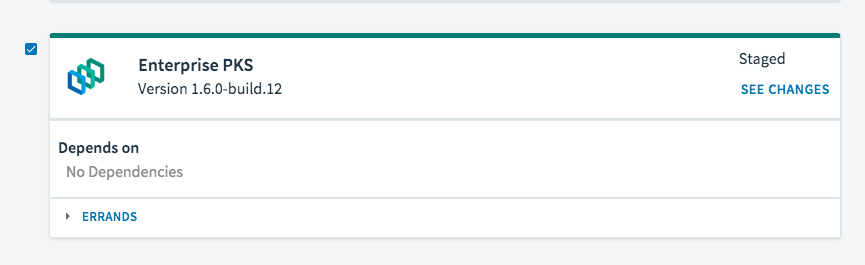 Enterprise PKS
Staged
Version 1.6.0-build.12
SEE CHANGES
Depends on
No Dependencies
ERRANDS